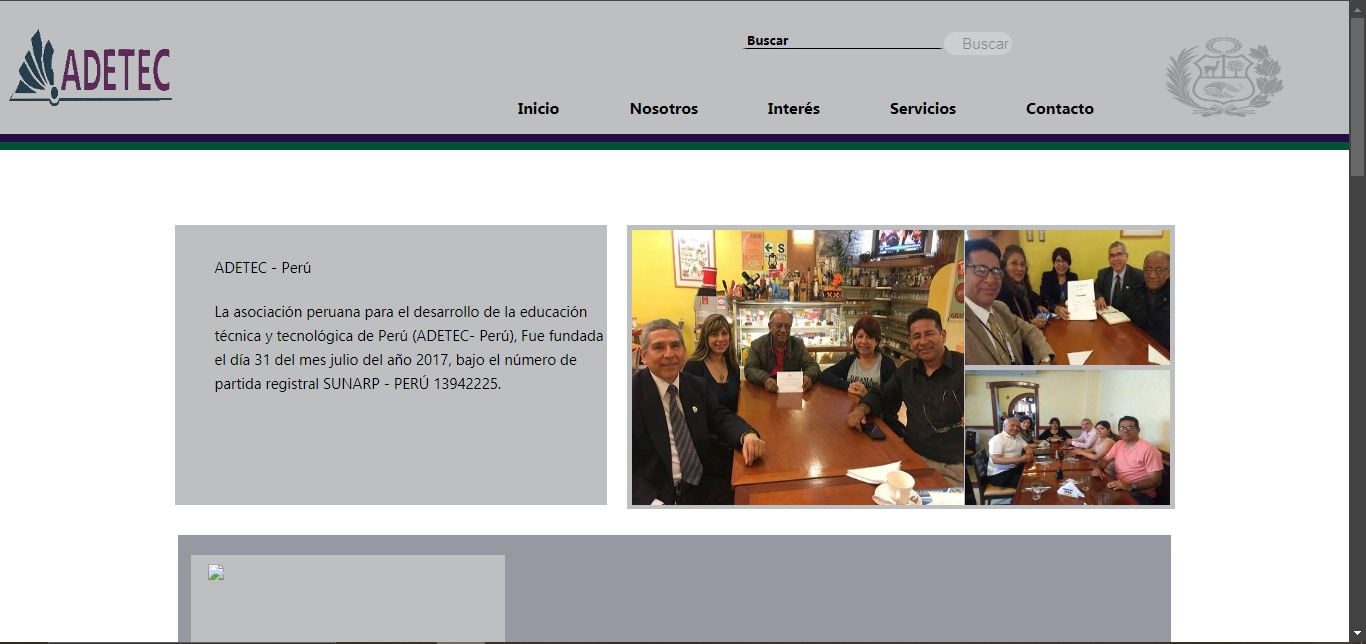 ADETEC
Buscar
Buscar
Inicio
Nosotros
Interés
Servicios
Contacto
ADETEC - Perú
La asociación peruana para el desarrollo de la educación
técnica y tecnológica de Perú (ADETEC- Perú), Fue fundada
el día 31 del mes julio del año 2017, bajo el número de
partida registral SUNARP - PERÚ 13942225.
S